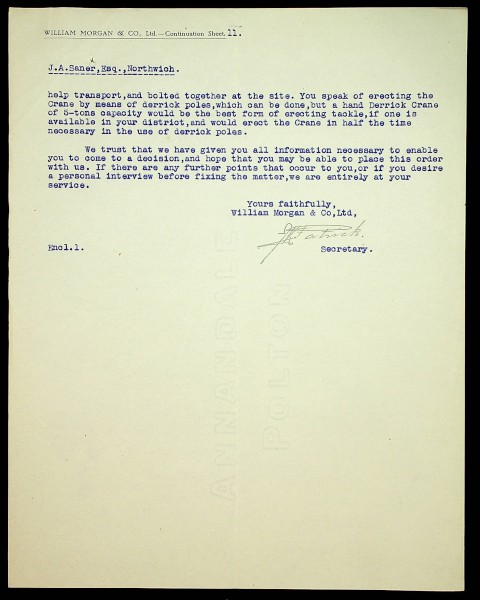 WILLIAM MORGAN & CO., Ltd.—Continuation Sheet. 11.
J.A.Saner,Esq.,Northwich.
help transport,and bolted together at the site. You speak of erecting the
Crane by means of derrick poles,which can be done,but a hand Derrick Crane
of 5-tons capacity would be the best form of erecting tackle,if one is
available in your district,and would erect the Crane in half the time
necessary in the use of derrick poles.
We trust that we have given you all information necessary to enable
you to come to a decision,and hope that you may be able to place this order
with us. If there are any further points that occur to you,or if you desire
a personal interview before fixing the matter,we are entirely at your
service.
Yours faithfully,
William Morgan & Co,Ltd,
Patrick.
Encl.1.
Secretary.
ANNANDALE
POLTON